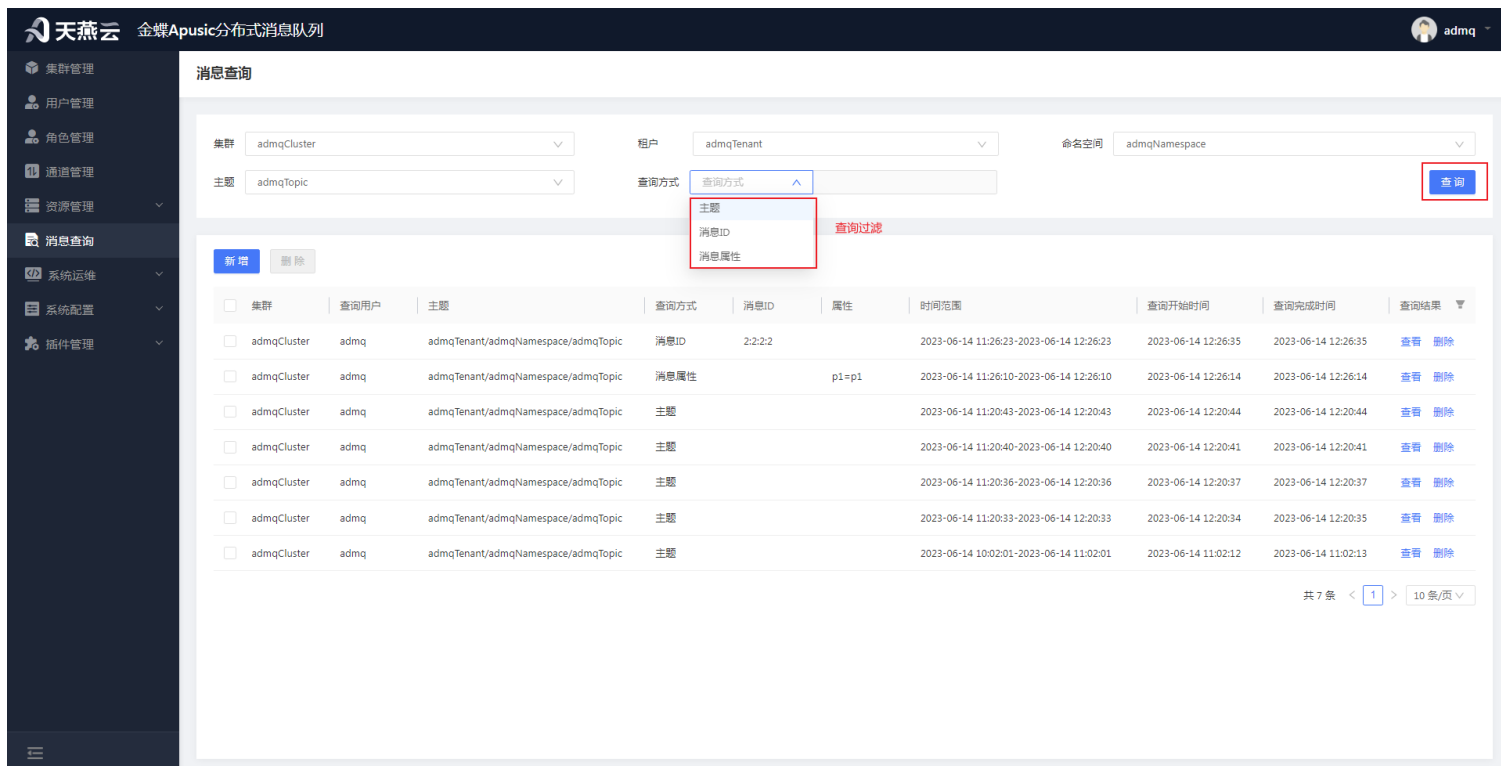 天燕云 金蝶Apusic分布式消息队列 admq
集群管理
用户管理
角色管理
通道管理
资源管理
消息查询
系统运维
系统配置
插件管理
消息查询
集群 admqCluster 租户 admqTenant 命名空间 admqNamespace
主题 admqTopic 查询方式 查询方式 查询
主题
消息ID
消息属性
查询过滤
新增 删除
集群 查询用户 主题 查询方式 消息ID 属性 时间范围 查询开始时间 查询完成时间 查询结果
admqCluster admq admqTenant/admqNamespace/admqTopic 消息ID 2:2:2:2 2023-06-14 11:26:23-2023-06-14 12:26:23 2023-06-14 12:26:35 2023-06-14 12:26:35 查看 删除
admqCluster admq admqTenant/admqNamespace/admqTopic 消息属性 p1=p1 2023-06-14 11:26:10-2023-06-14 12:26:10 2023-06-14 12:26:14 2023-06-14 12:26:14 查看 删除
admqCluster admq admqTenant/admqNamespace/admqTopic 主题 2023-06-14 11:20:43-2023-06-14 12:20:43 2023-06-14 12:20:44 2023-06-14 12:20:44 查看 删除
admqCluster admq admqTenant/admqNamespace/admqTopic 主题 2023-06-14 11:20:40-2023-06-14 12:20:40 2023-06-14 12:20:41 2023-06-14 12:20:41 查看 删除
admqCluster admq admqTenant/admqNamespace/admqTopic 主题 2023-06-14 11:20:36-2023-06-14 12:20:36 2023-06-14 12:20:37 2023-06-14 12:20:37 查看 删除
admqCluster admq admqTenant/admqNamespace/admqTopic 主题 2023-06-14 11:20:33-2023-06-14 12:20:33 2023-06-14 12:20:34 2023-06-14 12:20:35 查看 删除
admqCluster admq admqTenant/admqNamespace/admqTopic 主题 2023-06-14 10:02:01-2023-06-14 11:02:01 2023-06-14 11:02:12 2023-06-14 11:02:13 查看 删除
共 7 条 < 1 > 10 条/页